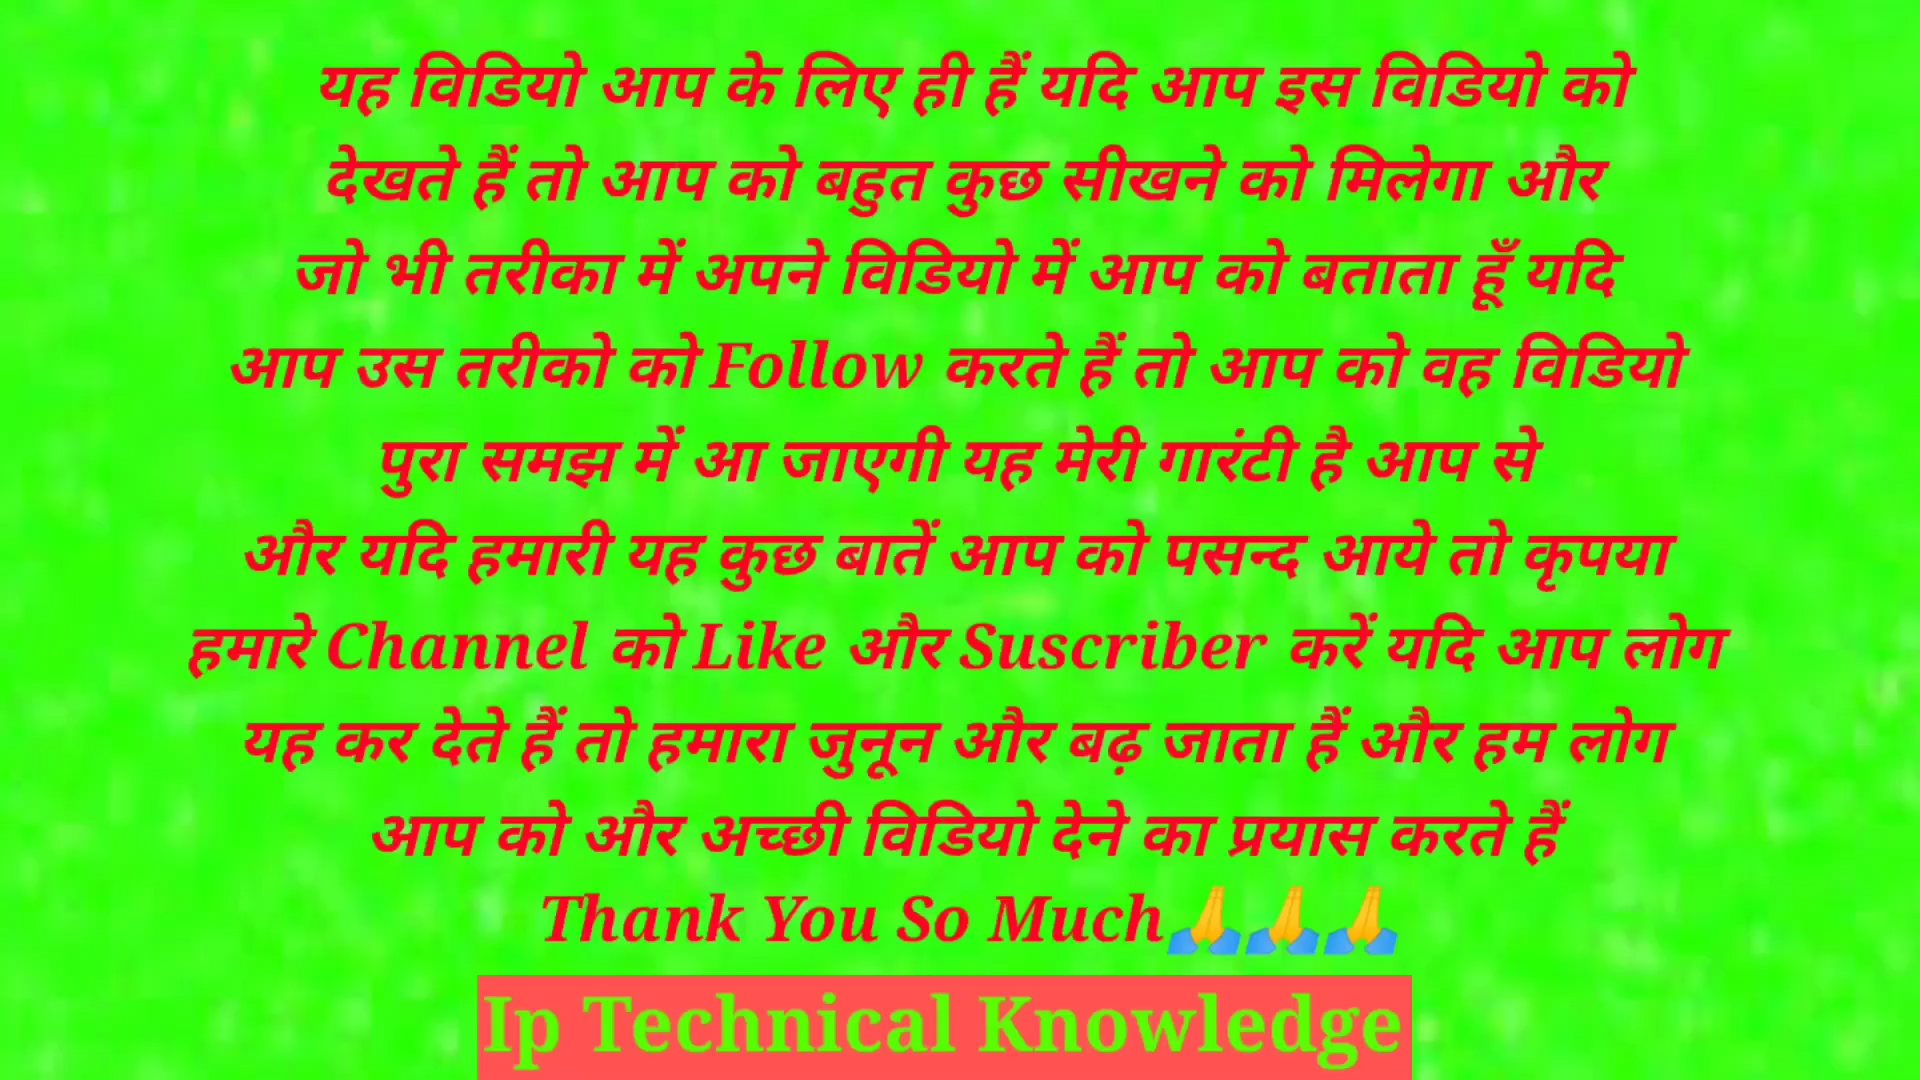 यह विडियो आप के लिए ही हैं यदि आप इस विडियो को
देखते हैं तो आप को बहुत कुछ सीखने को मिलेगा और
जो भी तरीका में अपने विडियो में आप को बताता हूँ यदि
आप उस तरीको को Follow करते हैं तो आप को वह विडियो
पुरा समझ में आ जाएगी यह मेरी गारंटी है आप से
और यदि हमारी यह कुछ बातें आप को पसन्द आये तो कृपया
हमारे Channel को Like और Suscriber करें यदि आप लोग
यह कर देते हैं तो हमारा जुनून और बढ़ जाता हैं और हम लोग
आप को और अच्छी विडियो देने का प्रयास करते हैं
Thank You So Much🙏🙏🙏
Ip Technical Knowledge